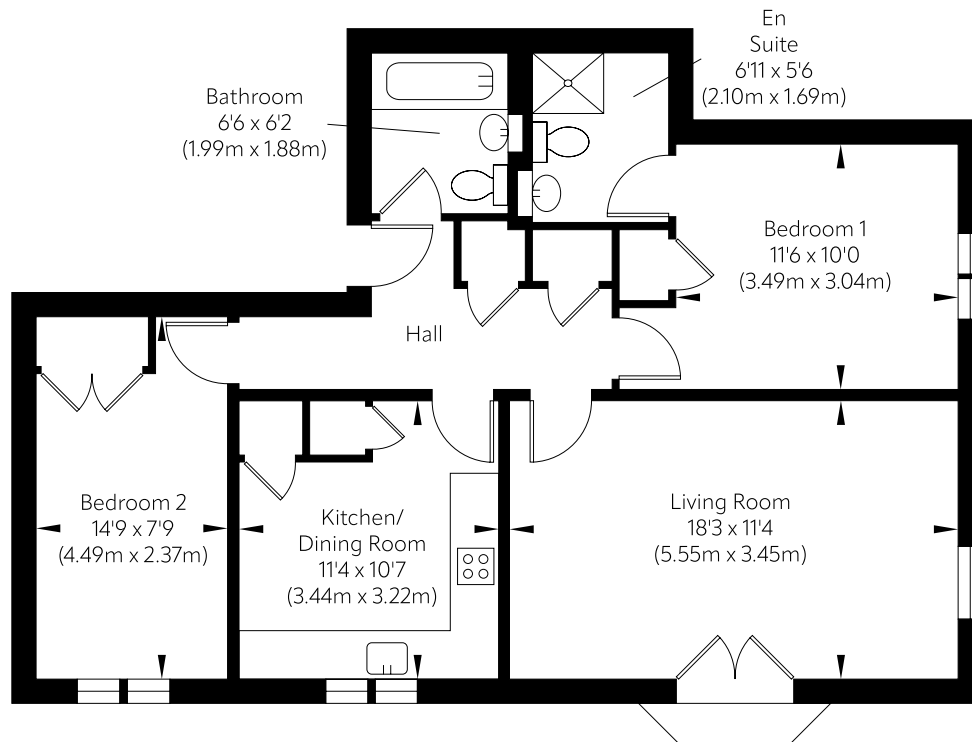 En
Suite
6'11 x 5'6
(2.10m x 1.69m)
Bathroom
6'6 x 6'2
(1.99m x 1.88m)
Bedroom 1
11'6 x 10'0
(3.49m x 3.04m)
Hall
Bedroom 2
14'9 x 7'9
(4.49m x 2.37m)
Kitchen/
Dining Room
11'4 x 10'7
(3.44m x 3.22m)
Living Room
18'3 x 11'4
(5.55m x 3.45m)